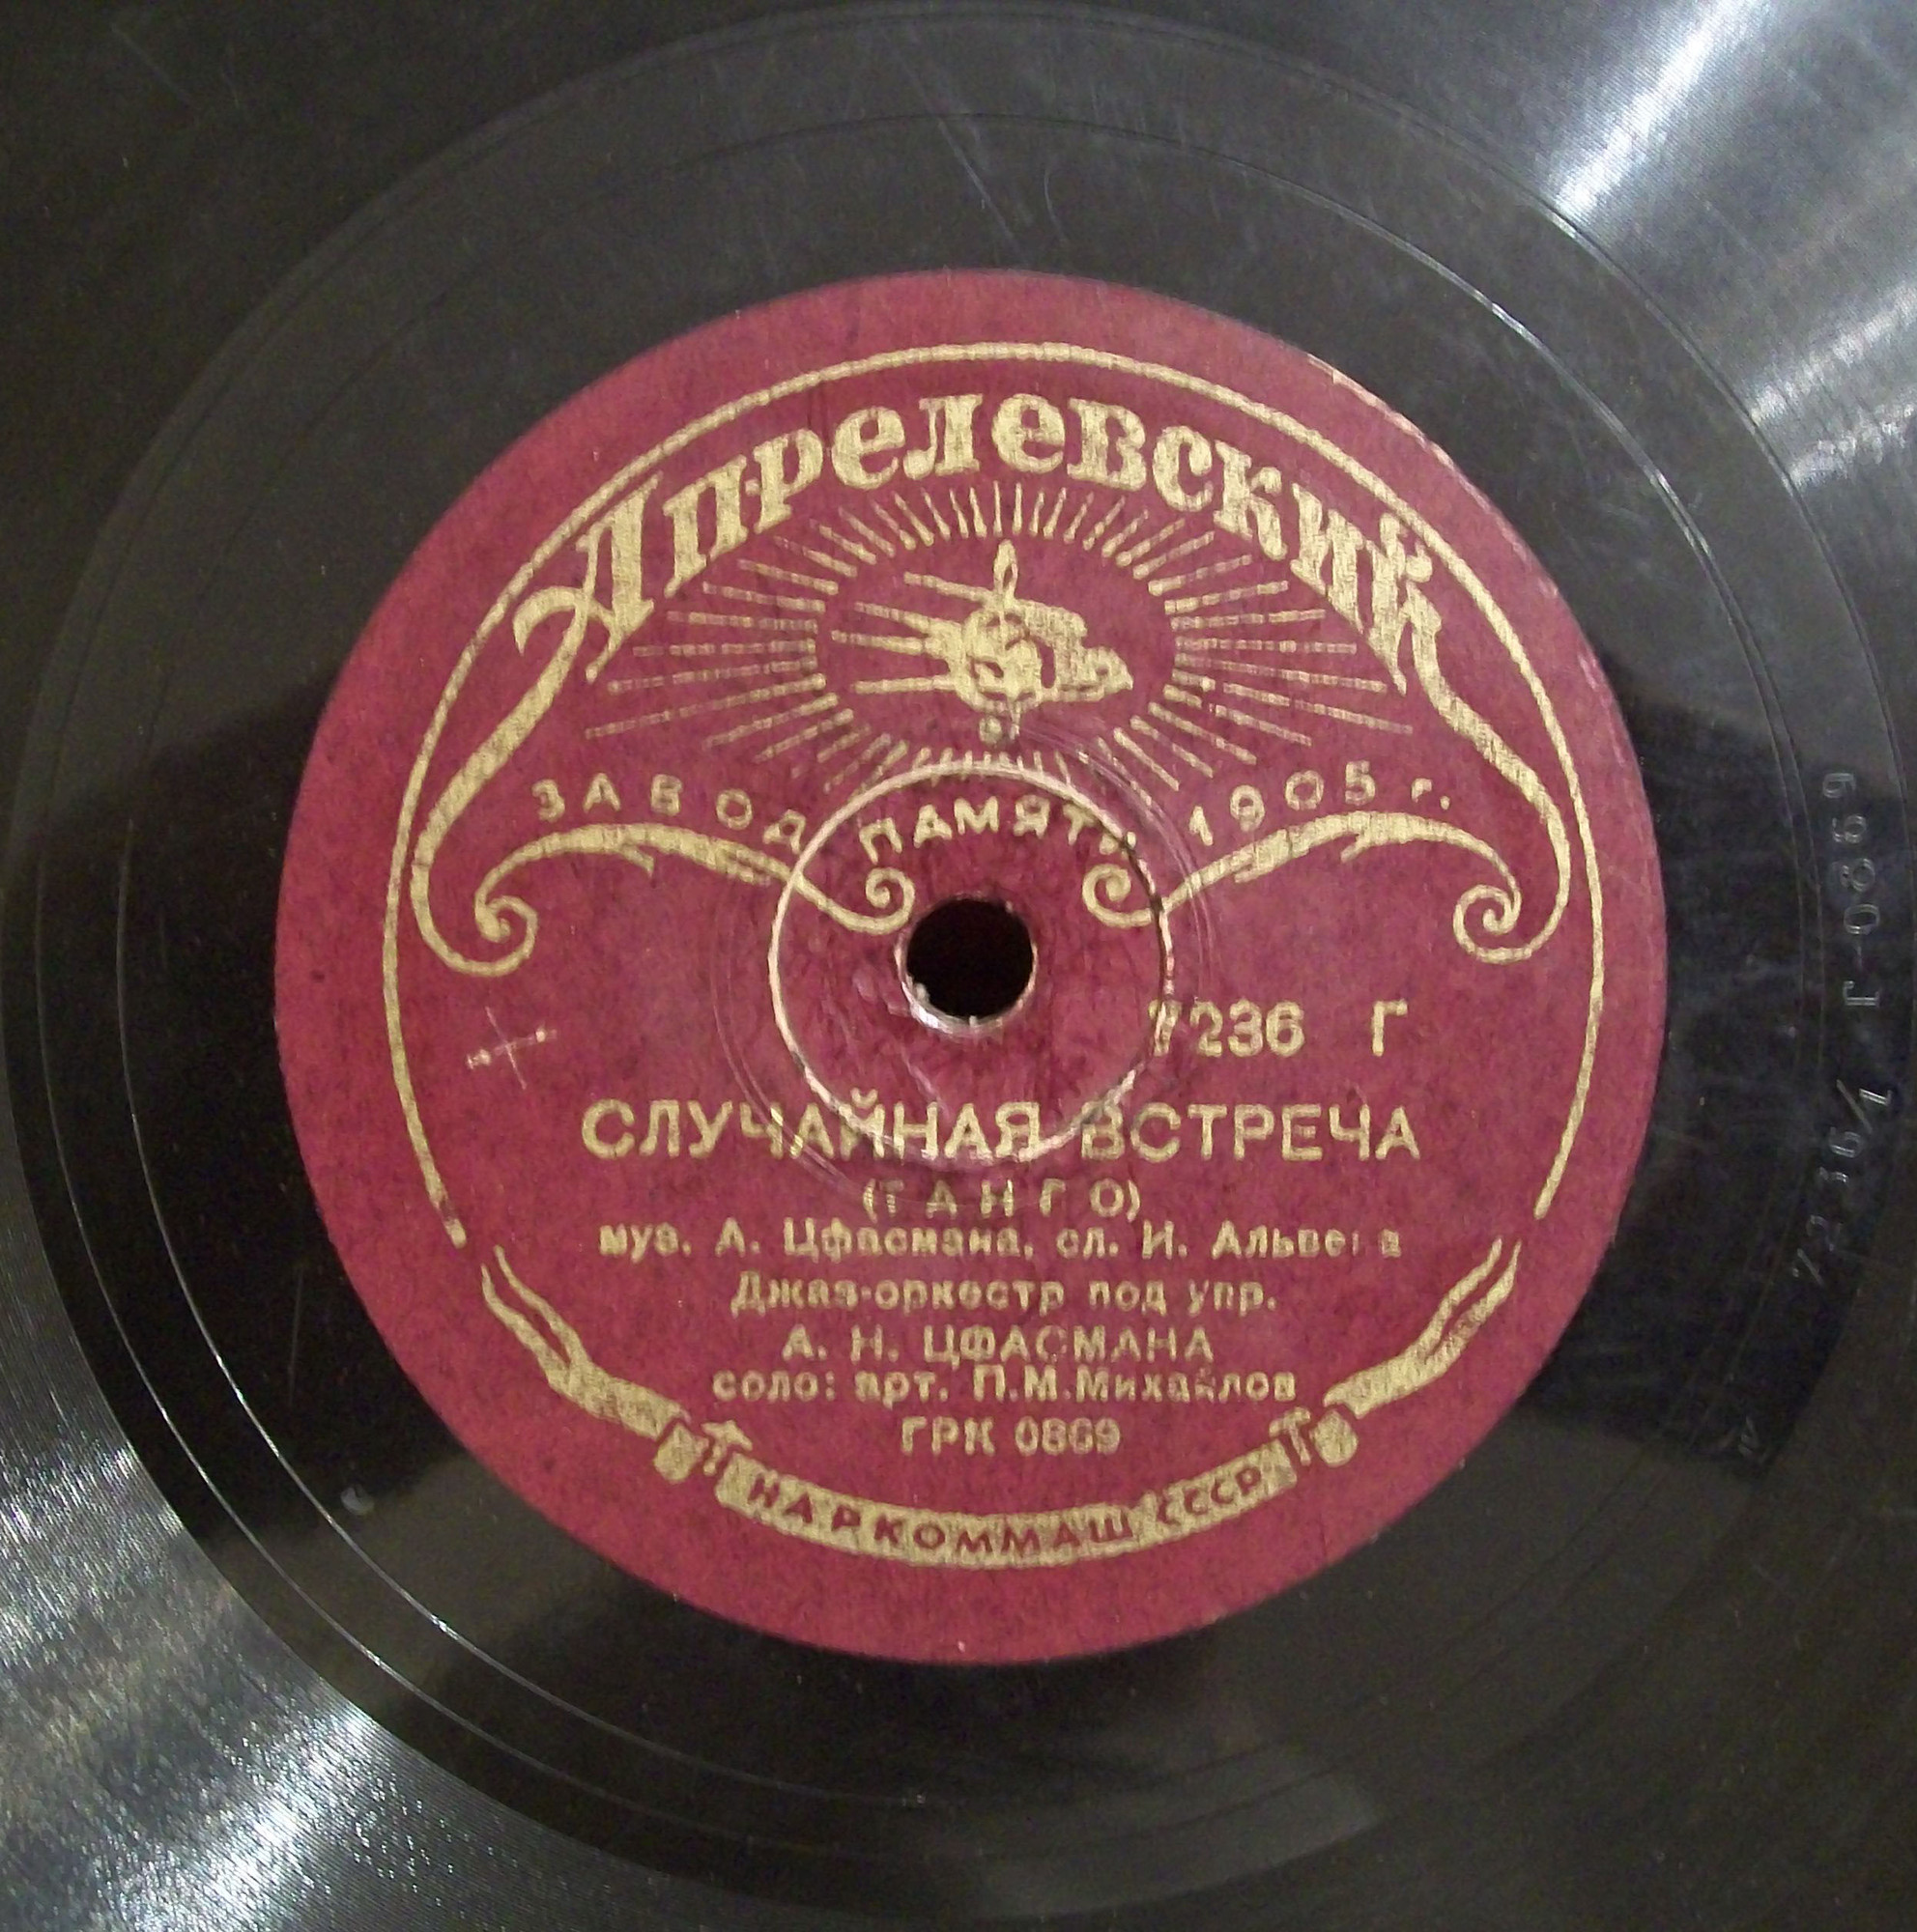 Апрелевский
ЗАВОД ПАМЯТИ 1905 г.
7236 Г
СЛУЧАЙНАЯ ВСТРЕЧА
(ТАНГО)
муз. А. Цфасмана, сл. И.
Джаз-оркестр под упр.
А. Н. ЦФАСМАНА
соло: арт. П.М.Михайлов
ГРК 0869
НАРКОММАШ СССР
7236/1 Г-0869